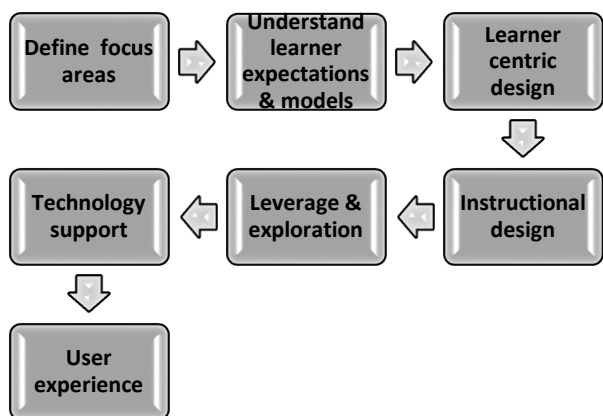 Define focus
areas
Understand
learner
expectations
& models
Learner
centric
design
Instructional
design
Leverage &
exploration
Technology
support
User
experience